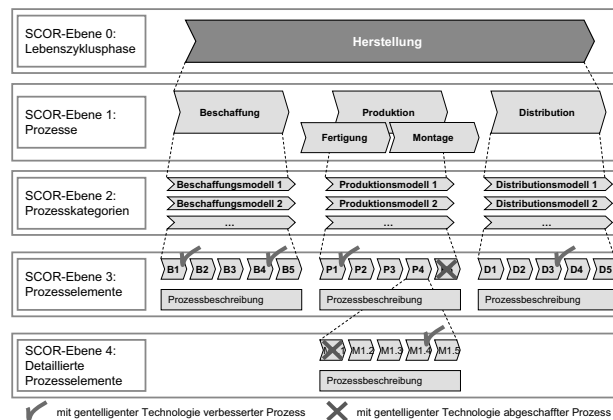 SCOR-Ebene 0:
Lebenszyklusphase
Herstellung
SCOR-Ebene 1:
Prozesse
Beschaffung
Produktion
Distribution
Fertigung
Montage
SCOR-Ebene 2:
Prozesskategorien
Beschaffungsmodell 1
Produktionsmodell 1
Distributionsmodell 1
Beschaffungsmodell 2
Produktionsmodell 2
Distributionsmodell 2
...
...
...
SCOR-Ebene 3:
Prozesselemente
B1 B2 B3 B4 B5
P1 P2 P3 P4
D1 D2 D3 D4 D5
Prozessbeschreibung
Prozessbeschreibung
Prozessbeschreibung
SCOR-Ebene 4:
Detaillierte
Prozesselemente
M1.2 M1.3 M1.4 M1.5
Prozessbeschreibung
mit gentelligenter Technologie verbesserter Prozess
mit gentelligenter Technologie abgeschaffter Prozess